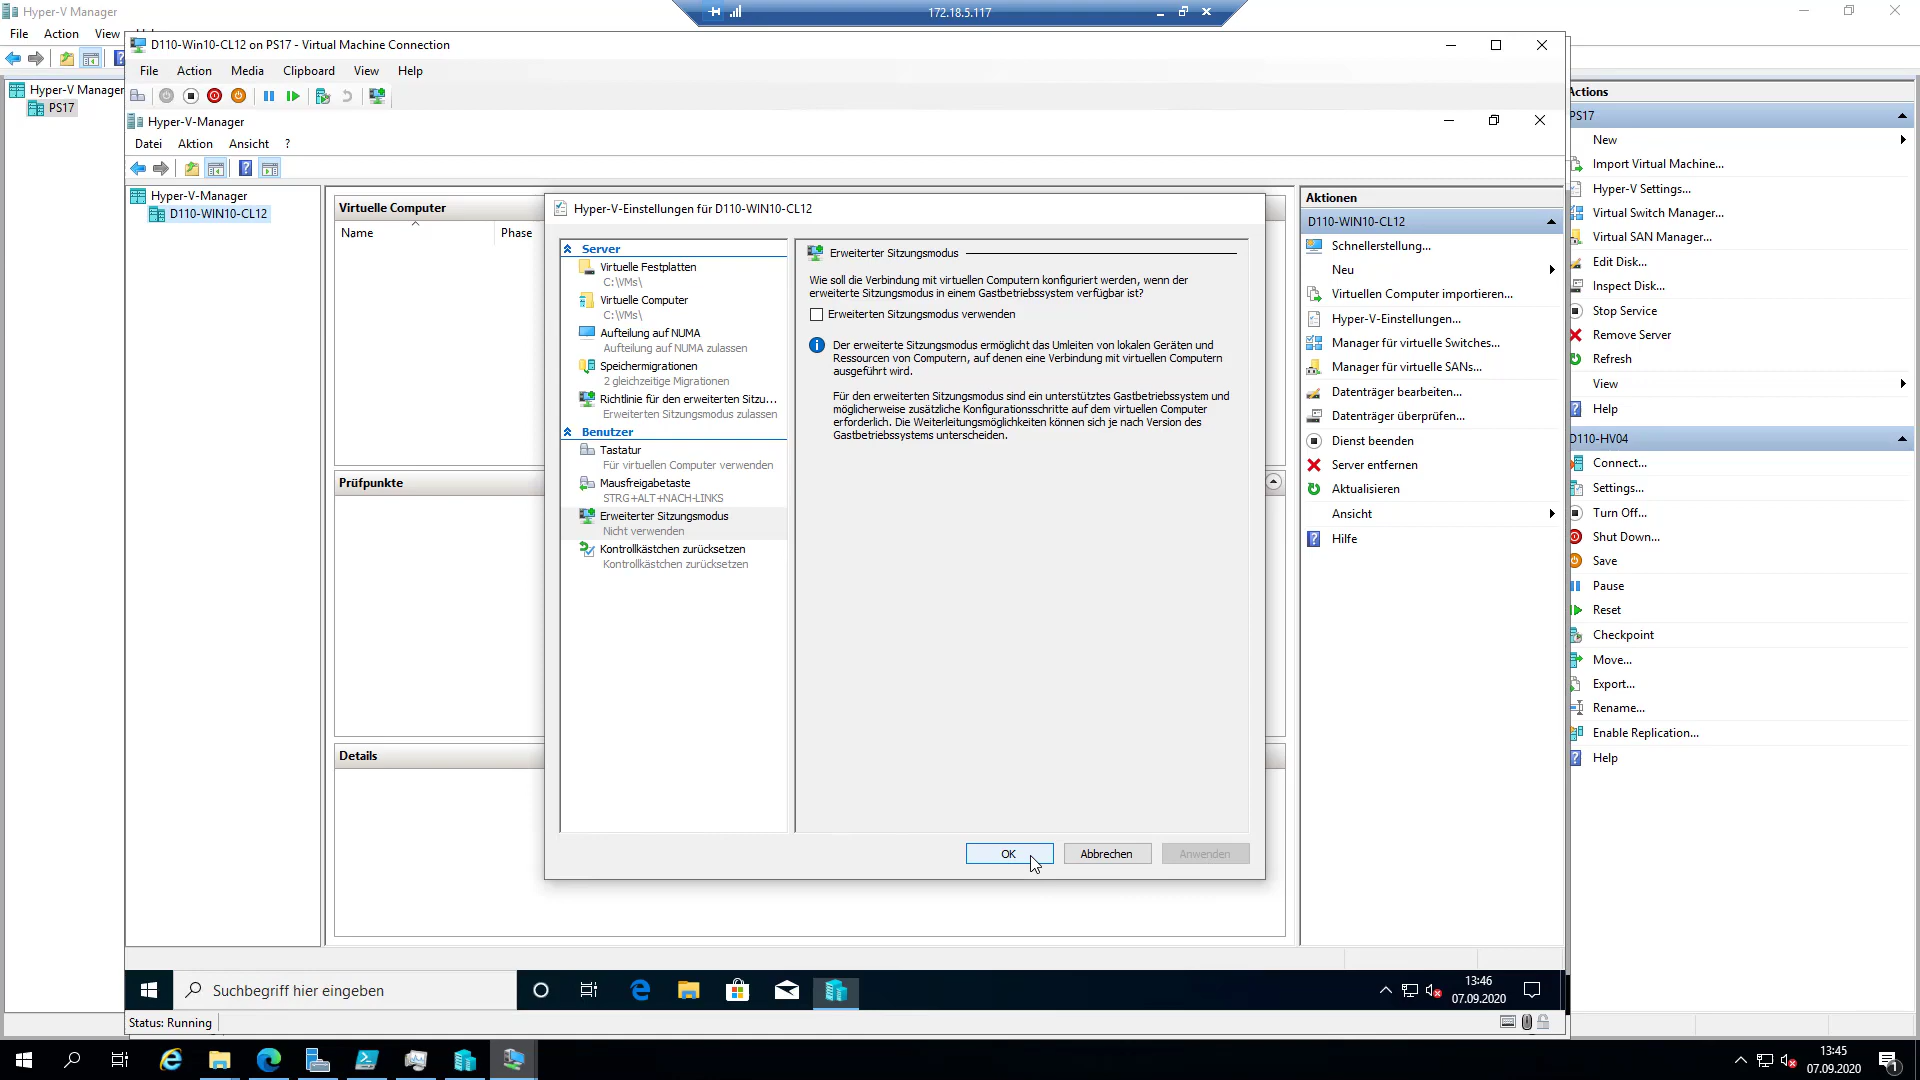 Hyper-V Manager
172.18.5.117
File Action View
D110-Win10-CL12 on PS17 - Virtual Machine Connection
File Action Media Clipboard View Help
Hyper-V Manager
PS17
Hyper-V-Manager
Datei Aktion Ansicht ?
Hyper-V-Manager
D110-WIN10-CL12
Virtuelle Computer
Name Phase
Prüfpunkte
Details
Hyper-V-Einstellungen für D110-WIN10-CL12
Server
Virtuelle Festplatten
C:\VMs\
Virtuelle Computer
C:\VMs\
Aufteilung auf NUMA
Aufteilung auf NUMA zulassen
Speichermigrationen
2 gleichzeitige Migrationen
Richtlinie für den erweiterten Sitzu...
Erweiterten Sitzungsmodus zulassen
Benutzer
Tastatur
Für virtuellen Computer verwenden
Mausfreigabetaste
STRG+ALT+NACH-LINKS
Erweiterter Sitzungsmodus
Nicht verwenden
Kontrollkästchen zurücksetzen
Kontrollkästchen zurücksetzen
Erweiterter Sitzungsmodus
Wie soll die Verbindung mit virtuellen Computern konfiguriert werden, wenn der
erweiterte Sitzungsmodus in einem Gastbetriebssystem verfügbar ist?
Erweiterten Sitzungsmodus verwenden
Der erweiterte Sitzungsmodus ermöglicht das Umleiten von lokalen Geräten und
Ressourcen von Computern, auf denen eine Verbindung mit virtuellen Computern
ausgeführt wird.
Für den erweiterten Sitzungsmodus sind ein unterstütztes Gastbetriebssystem und
möglicherweise zusätzliche Konfigurationsschritte auf dem virtuellen Computer
erforderlich. Die Weiterleitungsmöglichkeiten können sich je nach Version des
Gastbetriebssystems unterscheiden.
OK Abbrechen Anwenden
Aktionen
D110-WIN10-CL12
Schnellerstellung...
Neu
Virtuellen Computer importieren...
Hyper-V-Einstellungen...
Manager für virtuelle Switches...
Manager für virtuelle SANs...
Datenträger bearbeiten...
Datenträger überprüfen...
Dienst beenden
Server entfernen
Aktualisieren
Ansicht
Hilfe
Actions
PS17
New
Import Virtual Machine...
Hyper-V Settings...
Virtual Switch Manager...
Virtual SAN Manager...
Edit Disk...
Inspect Disk...
Stop Service
Remove Server
Refresh
View
Help
D110-HV04
Connect...
Settings...
Turn Off...
Shut Down...
Save
Pause
Reset
Checkpoint
Move...
Export...
Rename...
Enable Replication...
Help
Suchbegriff hier eingeben
13:46
07.09.2020
Status: Running
13:45
07.09.2020
1